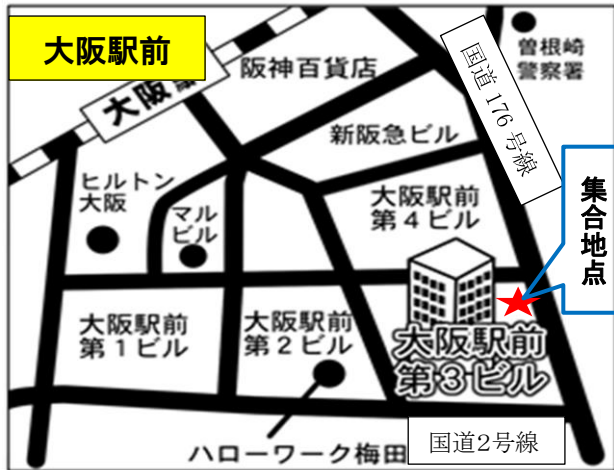 大阪駅前
大阪
阪神百貨店
国道176号線
曽根崎
警察署
新阪急ビル
ヒルトン
大阪
マル
ビル
大阪駅前
第4ビル
集合地点
大阪駅前
第1ビル
大阪駅前
第2ビル
大阪駅前
第3ビル
ハローワーク梅田
国道2号線